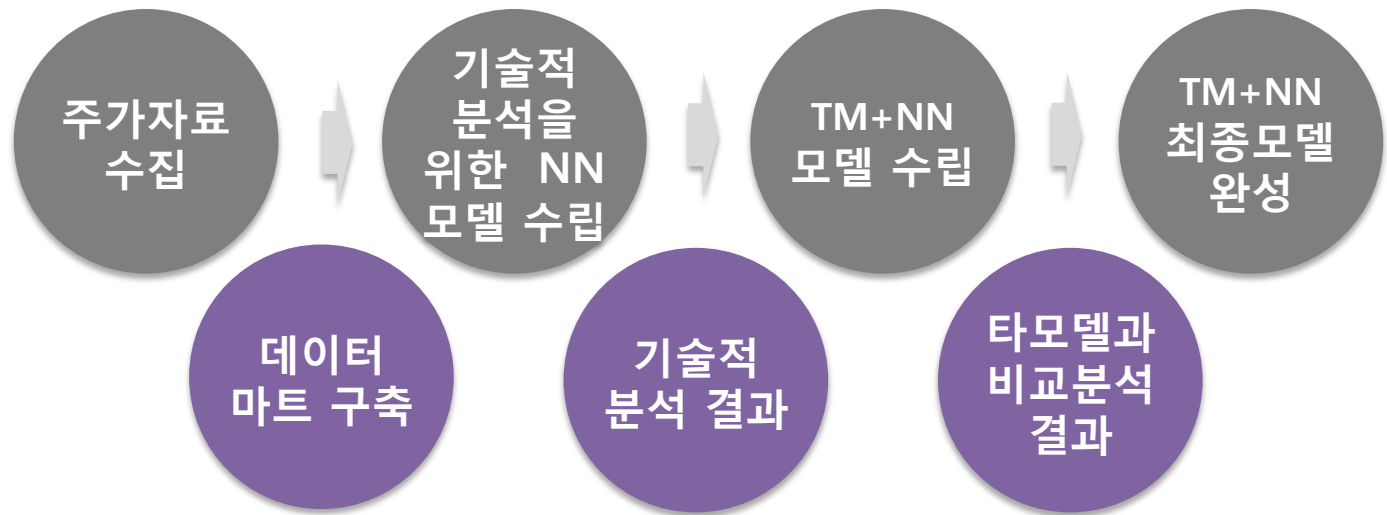 주가자료
수집
기술적
분석을
위한 NN
모델 수립
TM+NN
모델 수립
TM+NN
최종모델
완성
데이터
마트 구축
기술적
분석 결과
타모델과
비교분석
결과